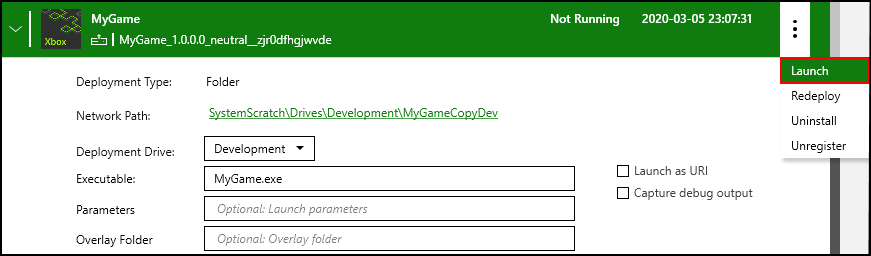 MyGame
Not Running
2020-03-05 23:07:31
Xbox
MyGame_1.0.0.0_neutral__zjr0dfhgjwvde
Launch
Redeploy
Uninstall
Unregister
Deployment Type: Folder
Network Path: SystemScratch\Drives\Development\MyGameCopyDev
Deployment Drive: Development
Executable: MyGame.exe
Launch as URI
Capture debug output
Parameters Optional: Launch parameters
Overlay Folder Optional: Overlay folder